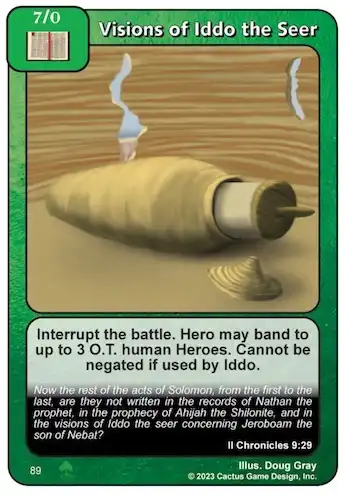 7/0
Visions of Iddo the Seer
Interrupt the battle. Hero may band to
up to 3 O.T. human Heroes. Cannot be
negated if used by Iddo.
Now the rest of the acts of Solomon, from the first to the
last, are they not written in the records of Nathan the
prophet, in the prophecy of Ahijah the Shilonite, and in
the visions of Iddo the seer concerning Jeroboam the
son of Nebat?
II Chronicles 9:29
Illus. Doug Gray
89
© 2023 Cactus Game Design, Inc.